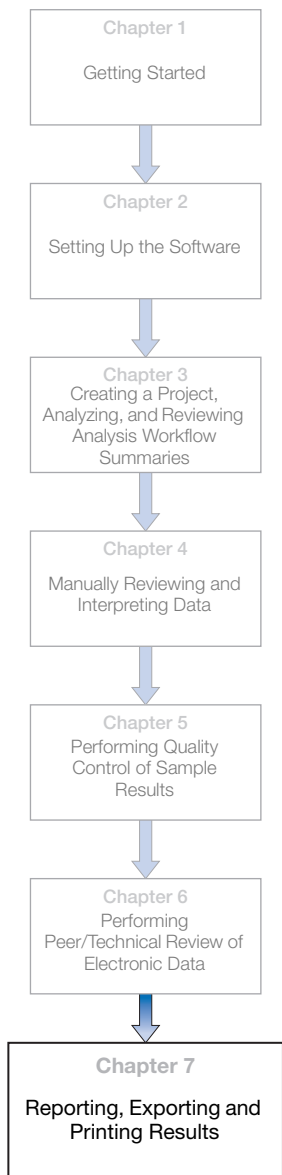 Chapter 1
Getting Started
Chapter 2
Setting Up the Software
Chapter 3
Creating a Project,
Analyzing, and Reviewing
Analysis Workflow
Summaries
Chapter 4
Manually Reviewing and
Interpreting Data
Chapter 5
Performing Quality
Control of Sample
Results
Chapter 6
Performing
Peer/Technical Review of
Electronic Data
Chapter 7
Reporting, Exporting and
Printing Results